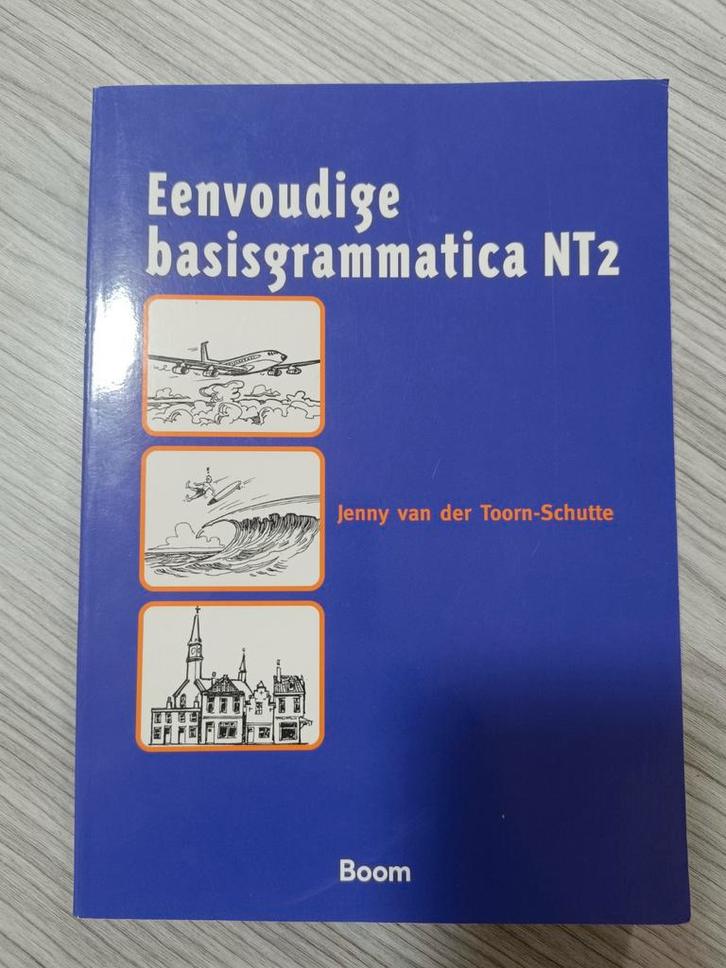 Eenvoudige
basisgrammatica NT2
Jenny van der Toorn-Schutte
Boom